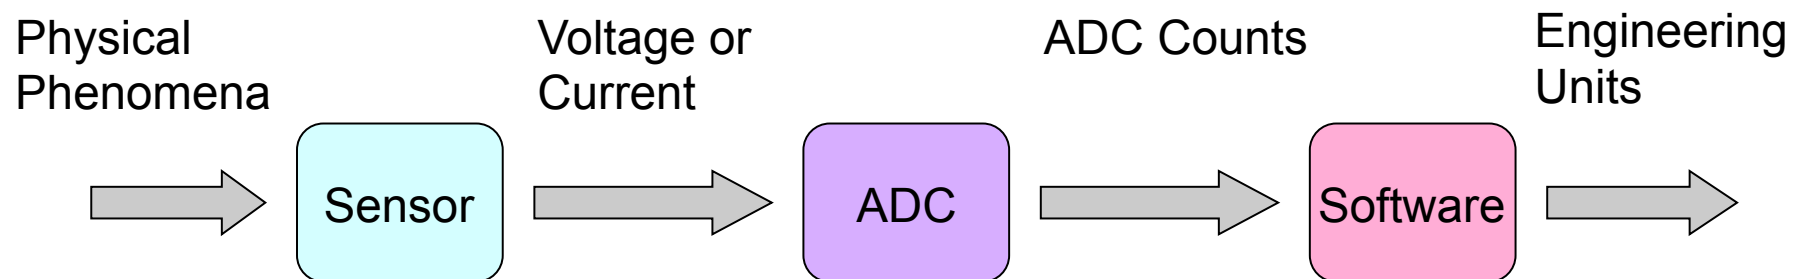 Physical
Phenomena
Voltage or
Current
ADC Counts
Engineering
Units
Sensor
ADC
Software